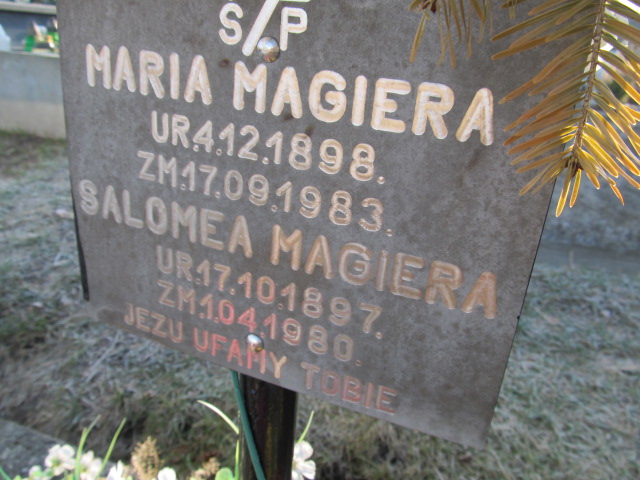 S/P
MARIA MAGIERA
UR.4.12.1898.
ZM.17.09.1983.
SALOMEA MAGIERA
UR.17.10.1897.
ZM.1.04.1980.
JEZU UFAMY TOBIE